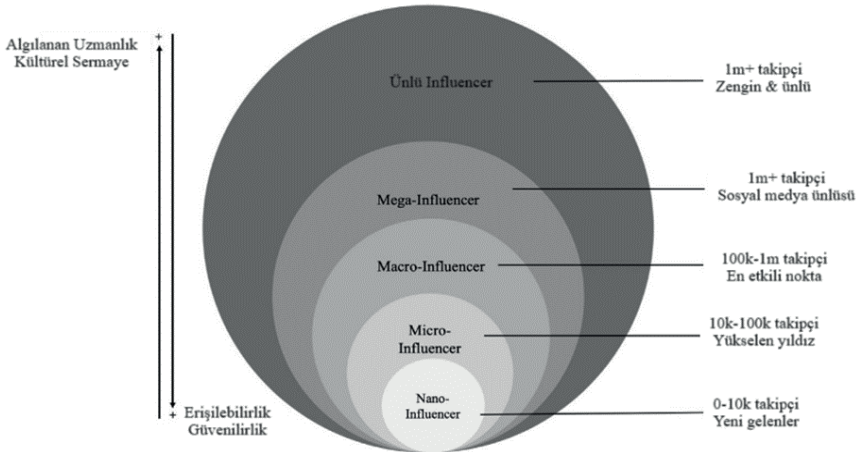 +
Algılanan Uzmanlık
Kültürel Sermaye
Ünlü Influencer
1m+ takipçi
Zengin & ünlü
Mega-Influencer
1m+ takipçi
Sosyal medya ünlüsü
Macro-Influencer
100k-1m takipçi
En etkili nokta
Micro-
Influencer
10k-100k takipçi
Yükselen yıldız
Nano-
Influencer
0-10k takipçi
Yeni gelenler
+
Erişilebilirlik
Güvenilirlik